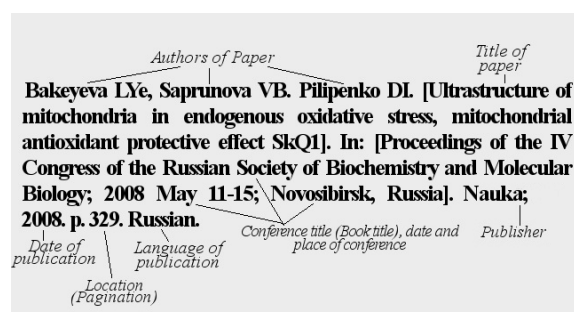 Authors of Paper
Title of
paper
Bakeyeva LYe, Saprunova VB. Pilipenko DI. [Ultrastructure of
mitochondria in endogenous oxidative stress, mitochondrial
antioxidant protective effect SkQ1]. In: [Proceedings of the IV
Congress of the Russian Society of Biochemistry and Molecular
Biology; 2008 May 11-15; Novosibirsk, Russia]. Nauka;
2008. p. 329. Russian.
Date of
publication
Location
(Pagination)
Language of
publication
Conference title (Book title), date and
place of conference
Publisher